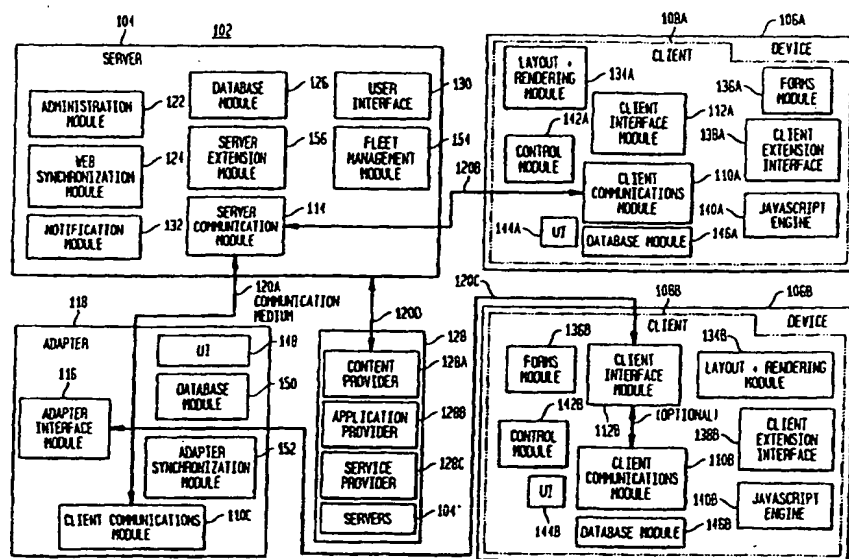 104
102
SERVER
ADMINISTRATION MODULE
122
DATABASE MODULE
126
USER INTERFACE
130
WEB SYNCHRONIZATION MODULE
124
SERVER EXTENSION MODULE
156
FLEET MANAGEMENT MODULE
154
NOTIFICATION MODULE
132
SERVER COMMUNICATION MODULE
114
120B
108A
106A
CLIENT
DEVICE
LAYOUT + RENDERING MODULE
134A
136A
FORMS MODULE
142A
CLIENT INTERFACE MODULE
112A
138A
CLIENT EXTENSION INTERFACE
CONTROL MODULE
CLIENT COMMUNICATIONS MODULE
110A
140A
JAVASCRIPT ENGINE
144A
UI
DATABASE MODULE
146A
120A
COMMUNICATION MEDIUM
120D
120C
118
ADAPTER
UI
148
DATABASE MODULE
150
116
ADAPTER INTERFACE MODULE
ADAPTER SYNCHRONIZATION MODULE
152
CLIENT COMMUNICATIONS MODULE
110C
128
CONTENT PROVIDER
128A
APPLICATION PROVIDER
128B
SERVICE PROVIDER
128C
SERVERS
104'
108B
106B
CLIENT
DEVICE
136B
FORMS MODULE
CLIENT INTERFACE MODULE
134B
LAYOUT + RENDERING MODULE
142B
CONTROL MODULE
112B
(OPTIONAL)
138B
CLIENT EXTENSION INTERFACE
CLIENT COMMUNICATIONS MODULE
110B
140B
JAVASCRIPT ENGINE
UI
144B
DATABASE MODULE
146B